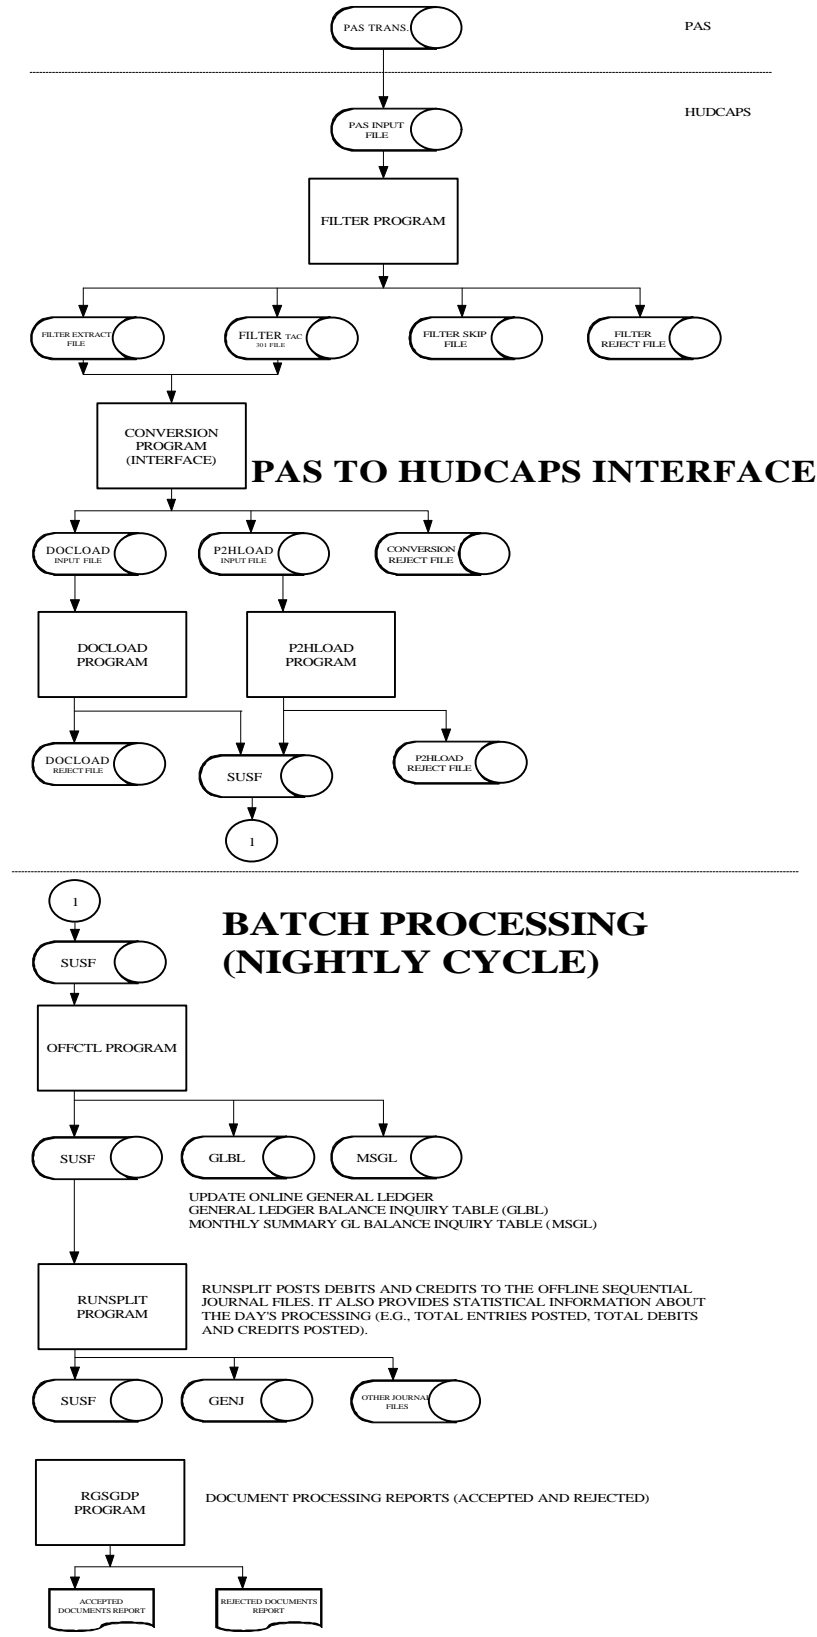 PAS TRANS.
PAS
HUDCAPS
PAS INPUT
FILE
FILTER PROGRAM
FILTER EXTRACT
FILE
FILTER TAC
301 FILE
FILTER SKIP
FILE
FILTER
REJECT FILE
CONVERSION
PROGRAM
(INTERFACE)
PAS TO HUDCAPS INTERFACE
DOCLOAD
INPUT FILE
P2HLOAD
INPUT FILE
CONVERSION
REJECT FILE
DOCLOAD
PROGRAM
P2HLOAD
PROGRAM
DOCLOAD
REJECT FILE
SUSF
P2HLOAD
REJECT FILE
1
1
BATCH PROCESSING
(NIGHTLY CYCLE)
SUSF
OFFCTL PROGRAM
SUSF
GLBL
MSGL
UPDATE ONLINE GENERAL LEDGER
GENERAL LEDGER BALANCE INQUIRY TABLE (GLBL)
MONTHLY SUMMARY GL BALANCE INQUIRY TABLE (MSGL)
RUNSPLIT
PROGRAM
RUNSPLIT POSTS DEBITS AND CREDITS TO THE OFFLINE SEQUENTIAL
JOURNAL FILES. IT ALSO PROVIDES STATISTICAL INFORMATION ABOUT
THE DAY'S PROCESSING (E.G., TOTAL ENTRIES POSTED, TOTAL DEBITS
AND CREDITS POSTED).
SUSF
GENJ
OTHER JOURNAL
FILES
RGSGDP
PROGRAM
DOCUMENT PROCESSING REPORTS (ACCEPTED AND REJECTED)
ACCEPTED
DOCUMENTS REPORT
REJECTED DOCUMENTS
REPORT